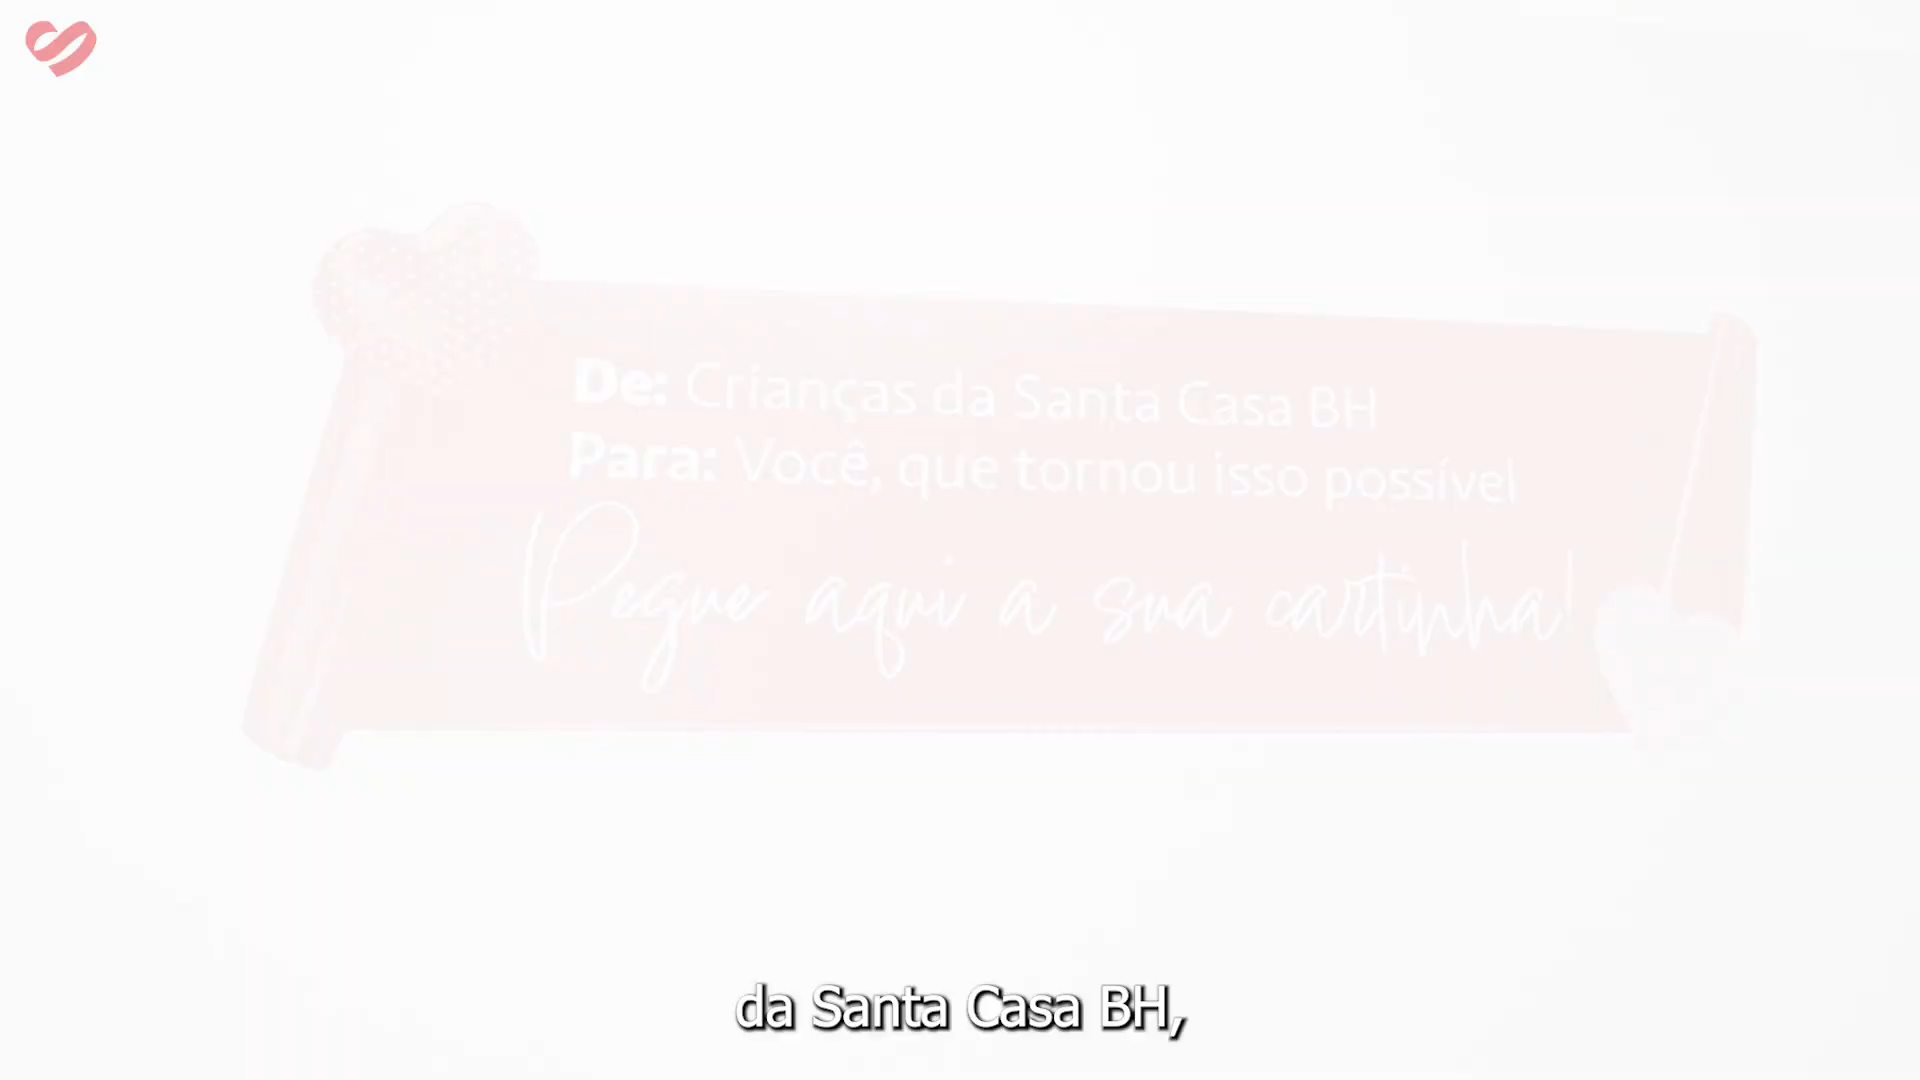 De: Crianças da Santa Casa BH
Para: Você, que tornou isso possível
Pegue aqui a sua cartinha!
da Santa Casa BH,